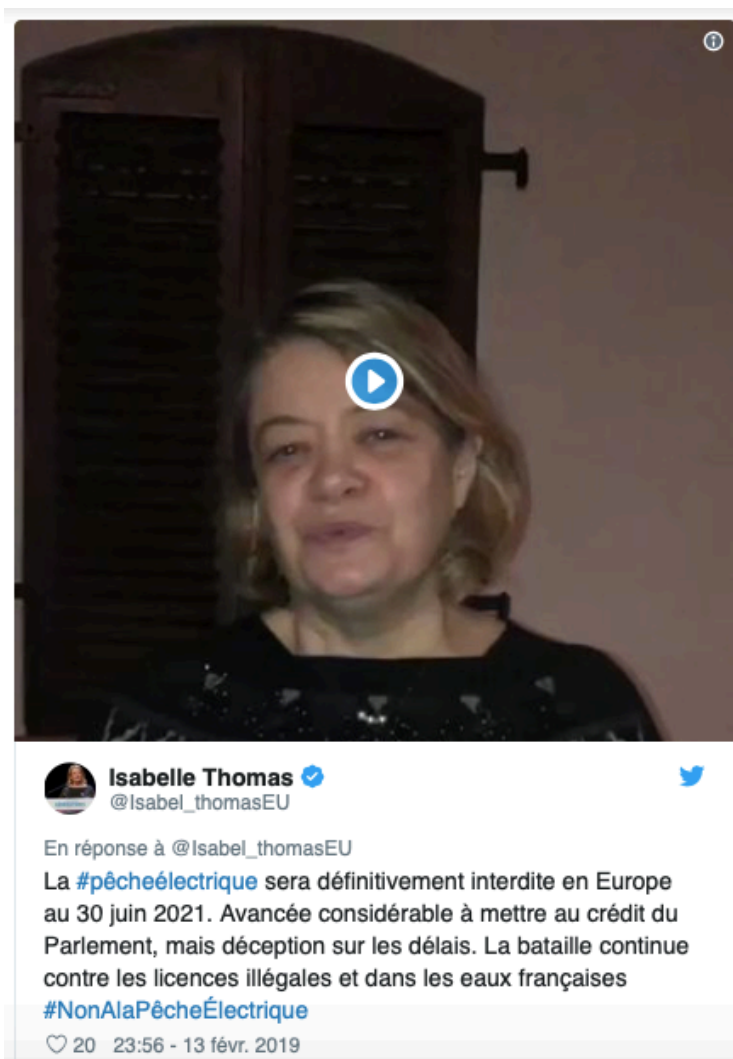 Isabelle Thomas
@Isabel_thomasEU
En réponse à @Isabel_thomasEU
La #pêcheélectrique sera définitivement interdite en Europe
au 30 juin 2021. Avancée considérable à mettre au crédit du
Parlement, mais déception sur les délais. La bataille continue
contre les licences illégales et dans les eaux françaises
#NonAlaPêcheÉlectrique
20 23:56 - 13 févr. 2019